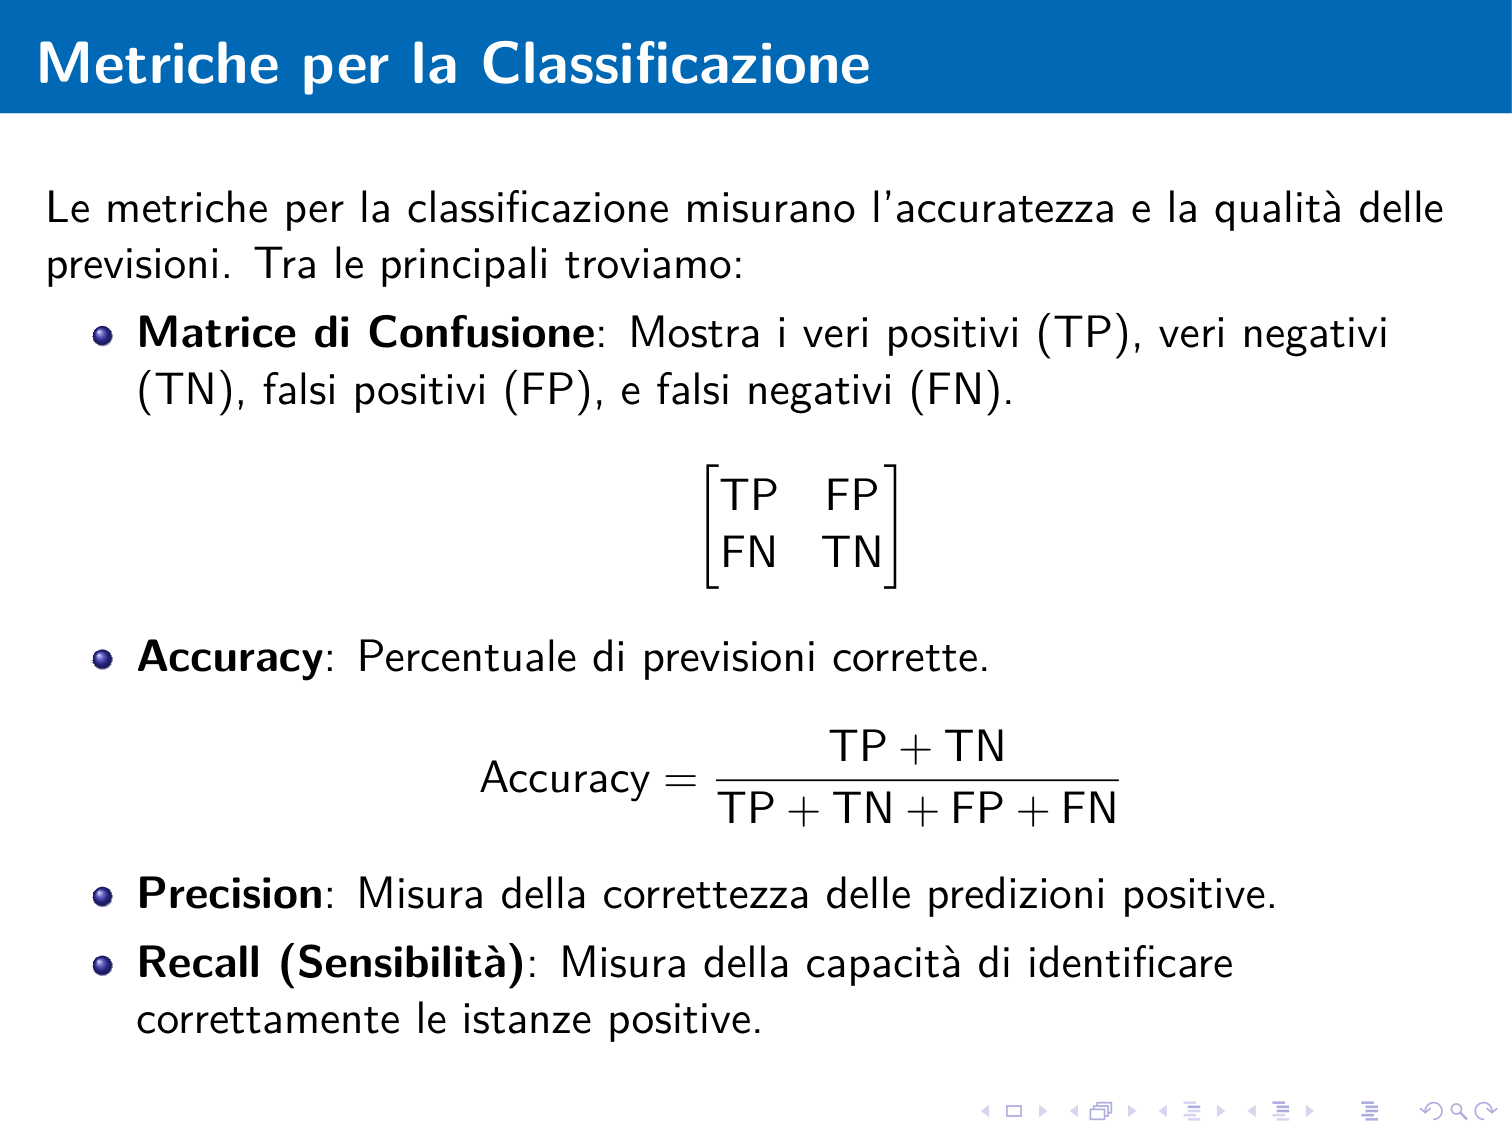 Metriche per la Classificazione
Le metriche per la classificazione misurano l'accuratezza e la qualità delle
previsioni. Tra le principali troviamo:
Matrice di Confusione: Mostra i veri positivi (TP), veri negativi
(TN), falsi positivi (FP), e falsi negativi (FN).
TP FP
FN TN
Accuracy: Percentuale di previsioni corrette.
TP + TN
Accuracy =
TP + TN + FP + FN
Precision: Misura della correttezza delle predizioni positive.
Recall (Sensibilità): Misura della capacità di identificare
correttamente le istanze positive.